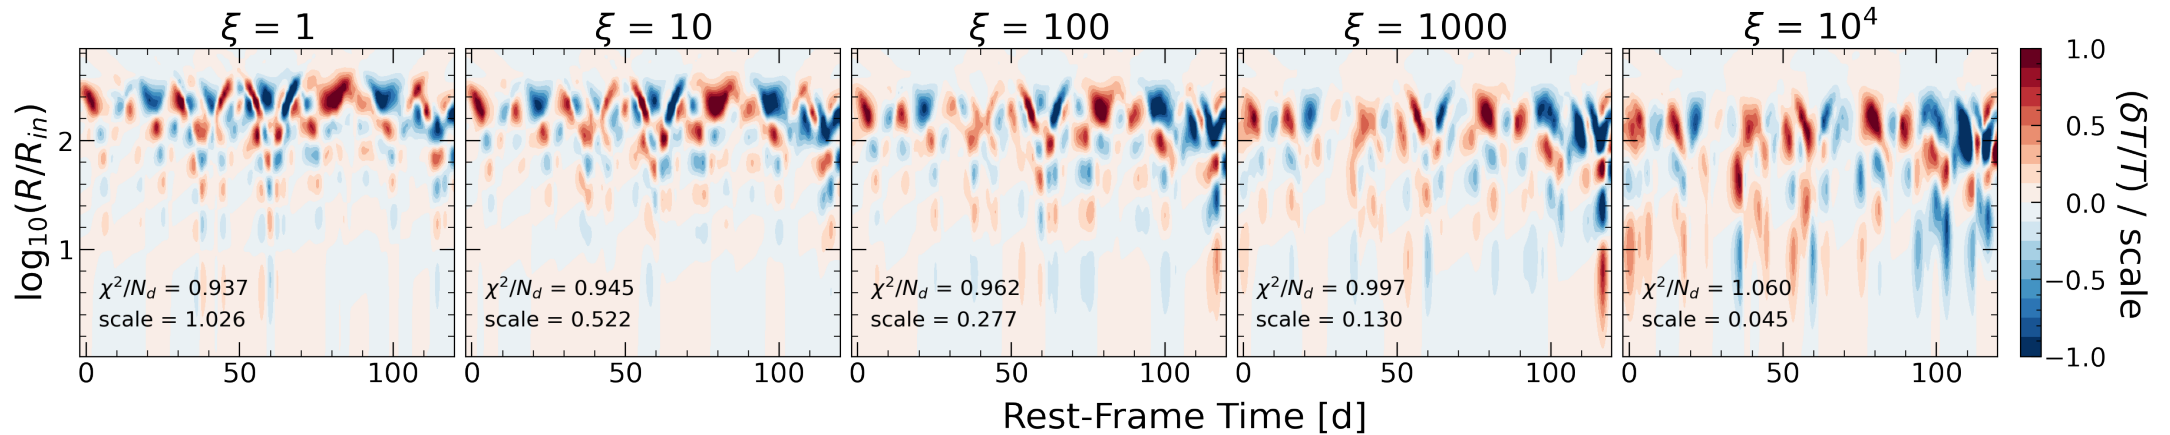 ξ = 1
ξ = 10
ξ = 100
ξ = 1000
ξ = 10⁴
log₁₀(R/Rᵢₙ)
2
1
χ²/N_d = 0.937
scale = 1.026
χ²/N_d = 0.945
scale = 0.522
χ²/N_d = 0.962
scale = 0.277
χ²/N_d = 0.997
scale = 0.130
χ²/N_d = 1.060
scale = 0.045
0 50 100
0 50 100
0 50 100
0 50 100
0 50 100
Rest-Frame Time [d]
1.0
0.5
0.0
−0.5
−1.0
(δT/T) / scale